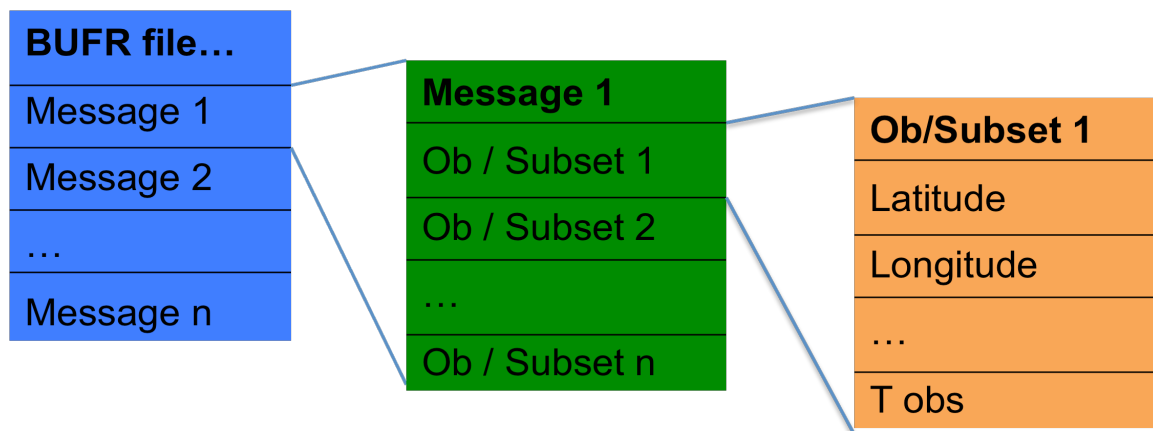 BUFR file…
Message 1
Message 2
…
Message n
Message 1
Ob / Subset 1
Ob / Subset 2
…
Ob / Subset n
Ob/Subset 1
Latitude
Longitude
…
T obs